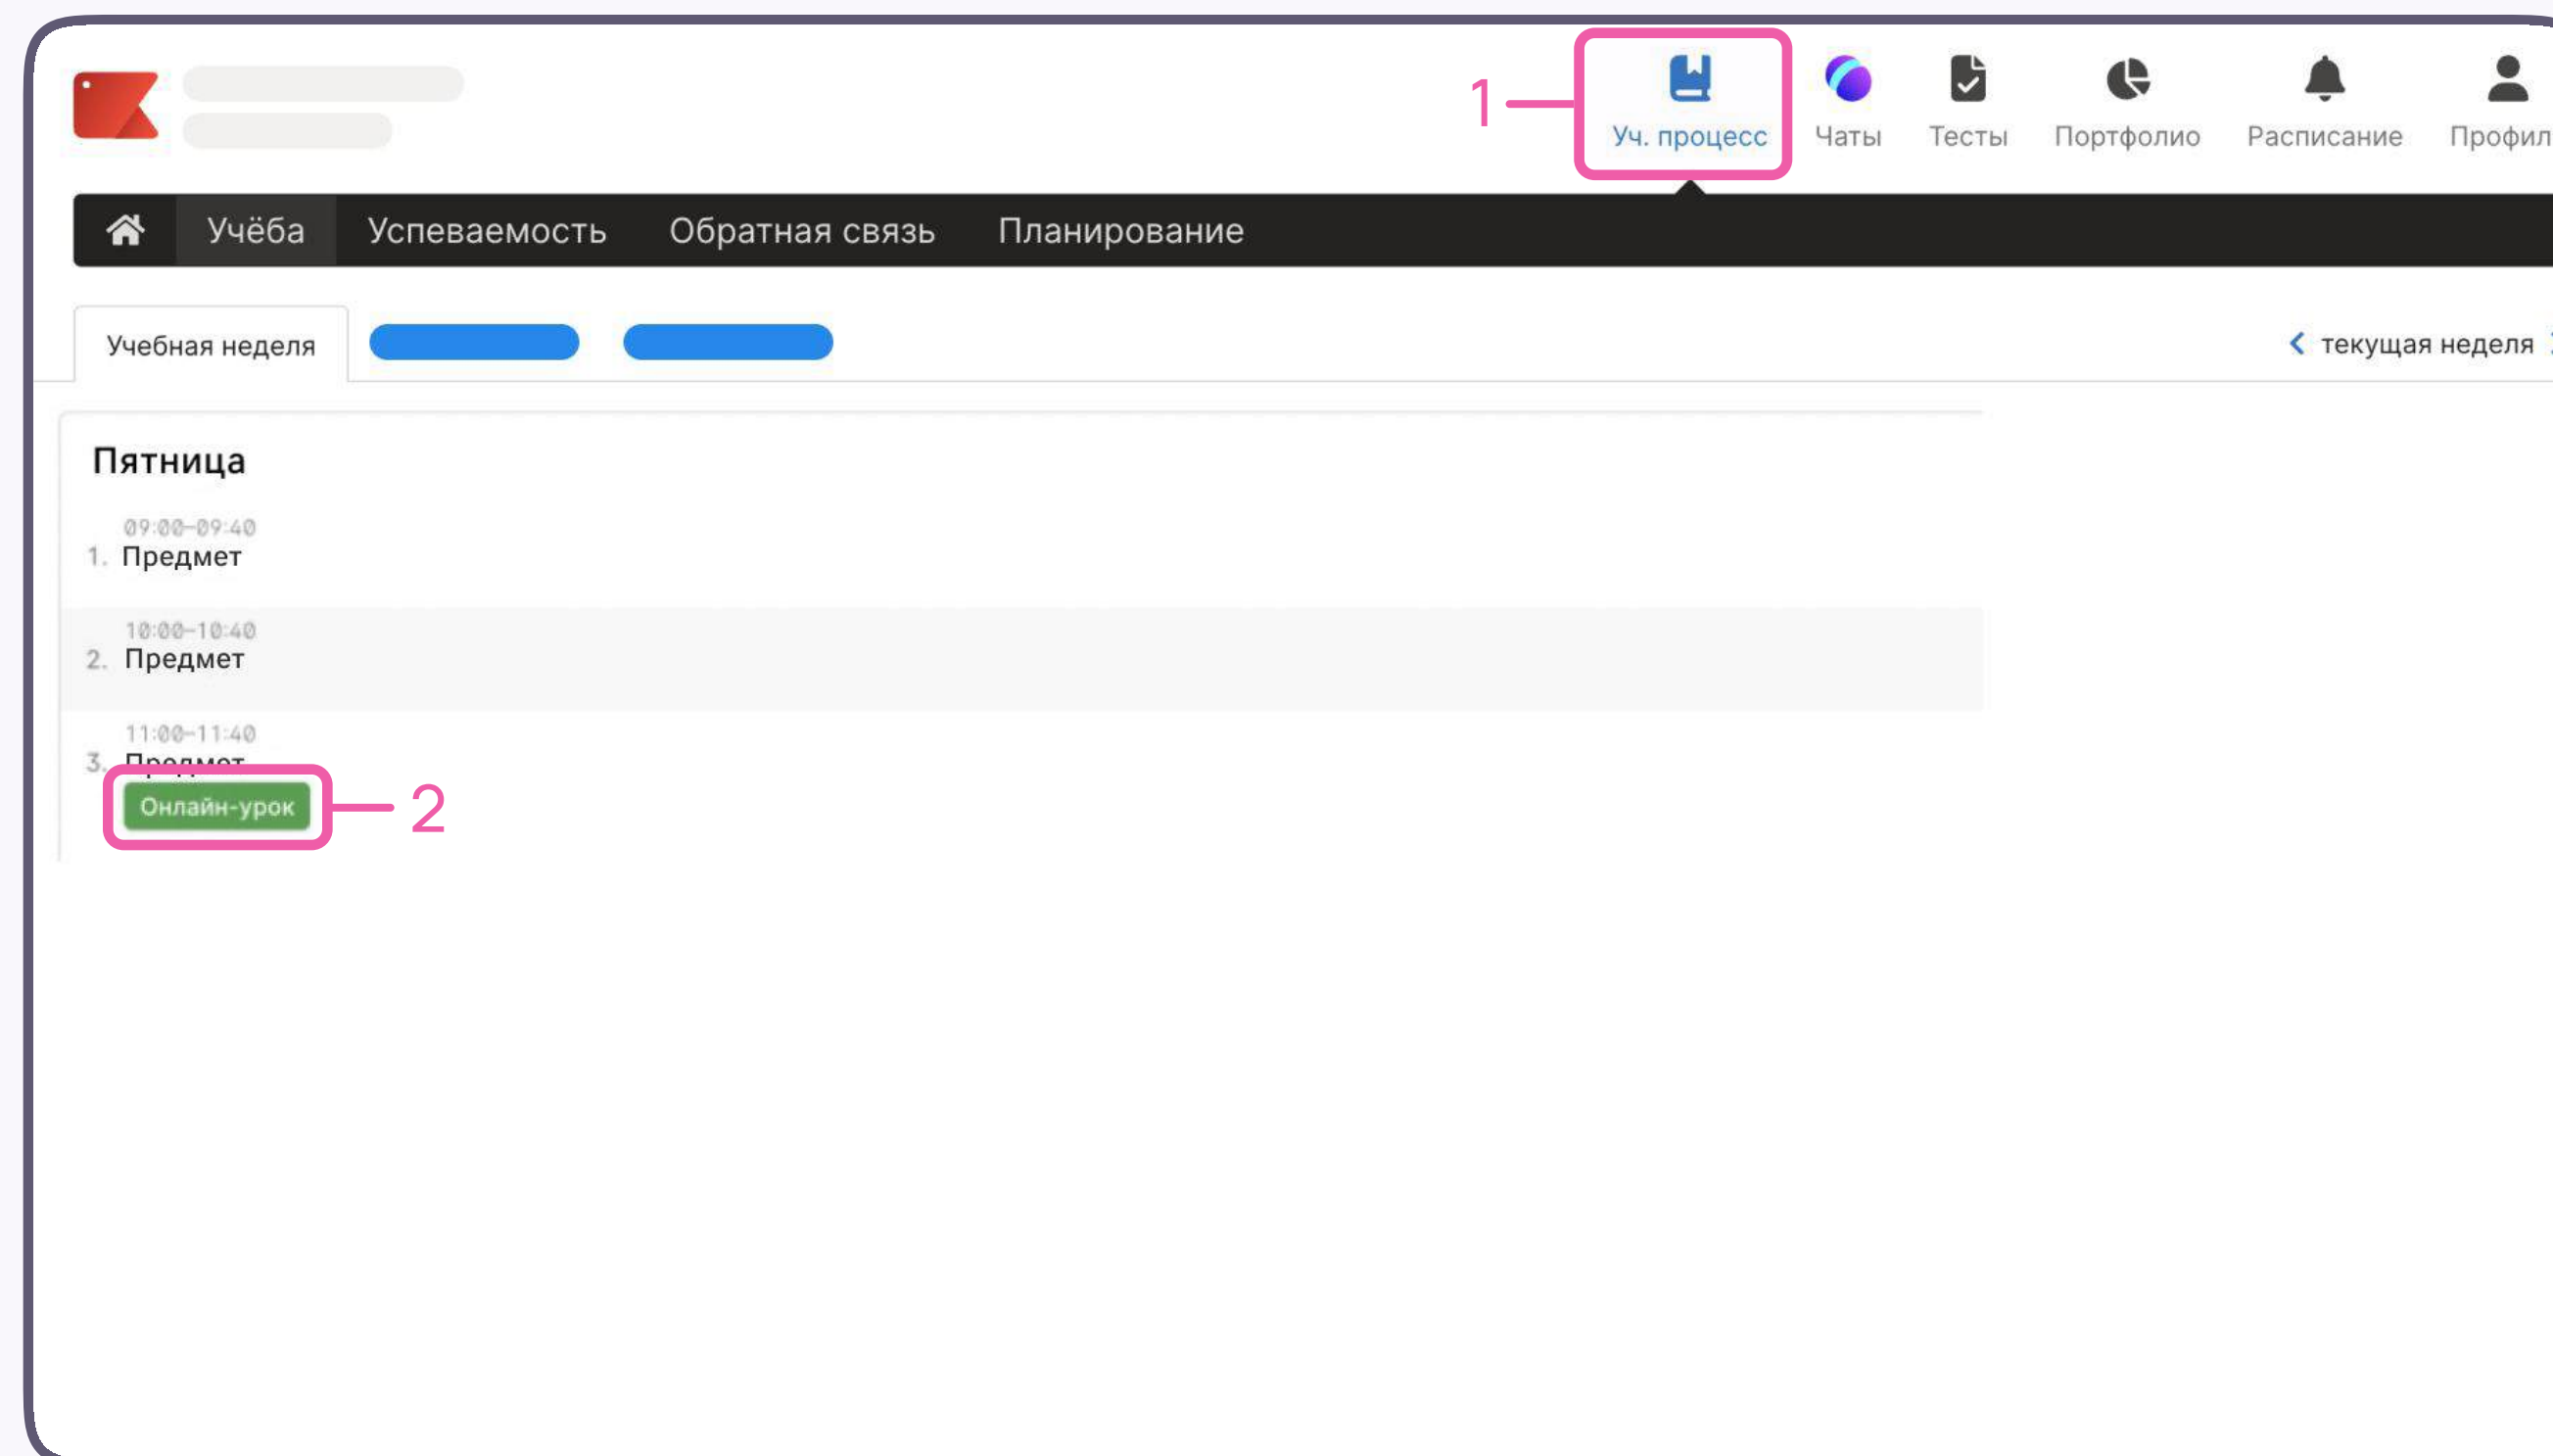 1
Уч. процесс
Чаты
Тесты
Портфолио
Расписание
Профил
Учёба
Успеваемость
Обратная связь
Планирование
Учебная неделя
текущая неделя
Пятница
09:00–09:40
1. Предмет
10:00–10:40
2. Предмет
11:00–11:40
3. Предмет
Онлайн-урок
2